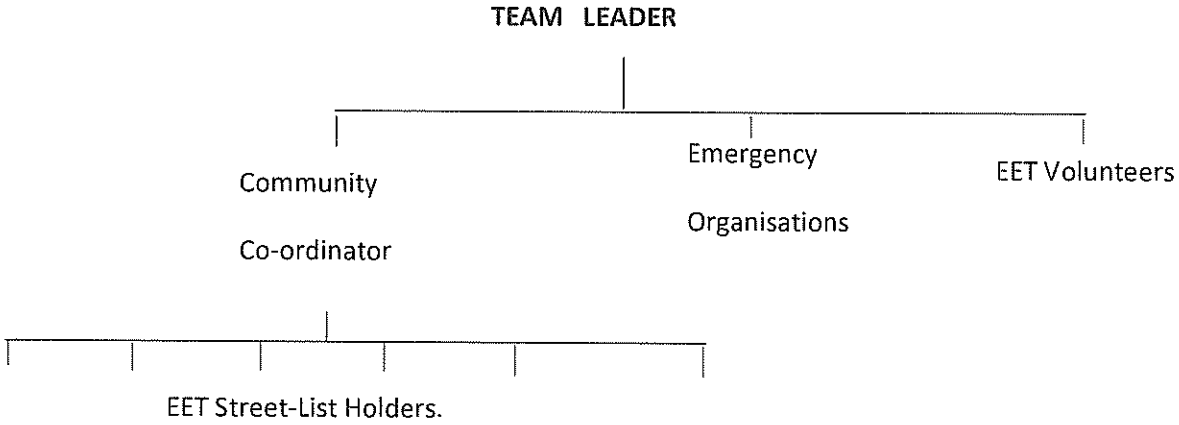 TEAM LEADER
Community
Co-ordinator
Emergency
Organisations
EET Volunteers
EET Street-List Holders.